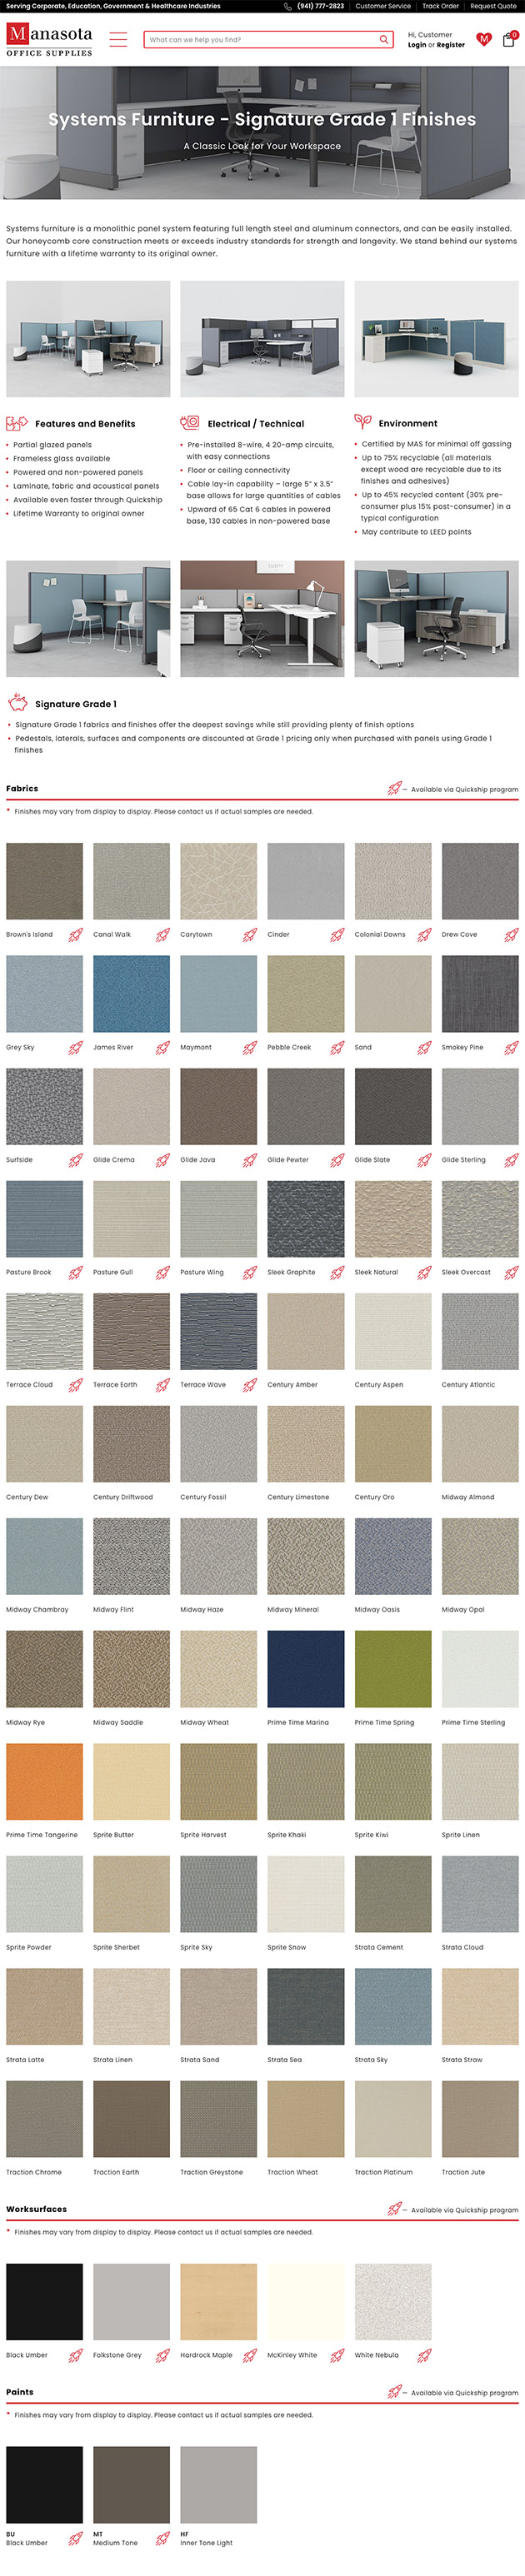 Serving Corporate, Education, Government & Healthcare Industries
(941) 777-2823
Customer Service
Track Order
Request Quote
Manasota
OFFICE SUPPLIES
What can we help you find?
Hi, Customer
Login or Register
M
0
Systems Furniture - Signature Grade 1 Finishes
A Classic Look for Your Workspace
Systems furniture is a monolithic panel system featuring full length steel and aluminum connectors, and can be easily installed.
Our honeycomb core construction meets or exceeds industry standards for strength and longevity. We stand behind our systems
furniture with a lifetime warranty to its original owner.
Features and Benefits
• Partial glazed panels
• Frameless glass available
• Powered and non-powered panels
• Laminate, fabric and acoustical panels
• Available even faster through Quickship
• Lifetime Warranty to original owner
Electrical / Technical
• Pre-installed 8-wire, 4 20-amp circuits,
with easy connections
• Floor or ceiling connectivity
• Cable lay-in capability – large 5" x 3.5"
base allows for large quantities of cables
• Upward of 65 Cat 6 cables in powered
base, 130 cables in non-powered base
Environment
• Certified by MAS for minimal off gassing
• Up to 75% recyclable (all materials
except wood are recyclable due to its
finishes and adhesives)
• Up to 45% recycled content (30% pre-
consumer plus 15% post-consumer) in a
typical configuration
• May contribute to LEED points
Signature Grade 1
• Signature Grade 1 fabrics and finishes offer the deepest savings while still providing plenty of finish options
• Pedestals, laterals, surfaces and components are discounted at Grade 1 pricing only when purchased with panels using Grade 1
finishes
Fabrics
– Available via Quickship program
* Finishes may vary from display to display. Please contact us if actual samples are needed.
Brown's Island
Canal Walk
Carytown
Cinder
Colonial Downs
Drew Cove
Grey Sky
James River
Maymont
Pebble Creek
Sand
Smokey Pine
Surfside
Glide Crema
Glide Java
Glide Pewter
Glide Slate
Glide Sterling
Pasture Brook
Pasture Gull
Pasture Wing
Sleek Graphite
Sleek Natural
Sleek Overcast
Terrace Cloud
Terrace Earth
Terrace Wave
Century Amber
Century Aspen
Century Atlantic
Century Dew
Century Driftwood
Century Fossil
Century Limestone
Century Oro
Midway Almond
Midway Chambray
Midway Flint
Midway Haze
Midway Mineral
Midway Oasis
Midway Opal
Midway Rye
Midway Saddle
Midway Wheat
Prime Time Marina
Prime Time Spring
Prime Time Sterling
Prime Time Tangerine
Sprite Butter
Sprite Harvest
Sprite Khaki
Sprite Kiwi
Sprite Linen
Sprite Powder
Sprite Sherbet
Sprite Sky
Sprite Snow
Strata Cement
Strata Cloud
Strata Latte
Strata Linen
Strata Sand
Strata Sea
Strata Sky
Strata Straw
Traction Chrome
Traction Earth
Traction Greystone
Traction Wheat
Traction Platinum
Traction Jute
Worksurfaces
– Available via Quickship program
* Finishes may vary from display to display. Please contact us if actual samples are needed.
Black Umber
Folkstone Grey
Hardrock Maple
McKinley White
White Nebula
Paints
– Available via Quickship program
* Finishes may vary from display to display. Please contact us if actual samples are needed.
BU
Black Umber
MT
Medium Tone
HF
Inner Tone Light